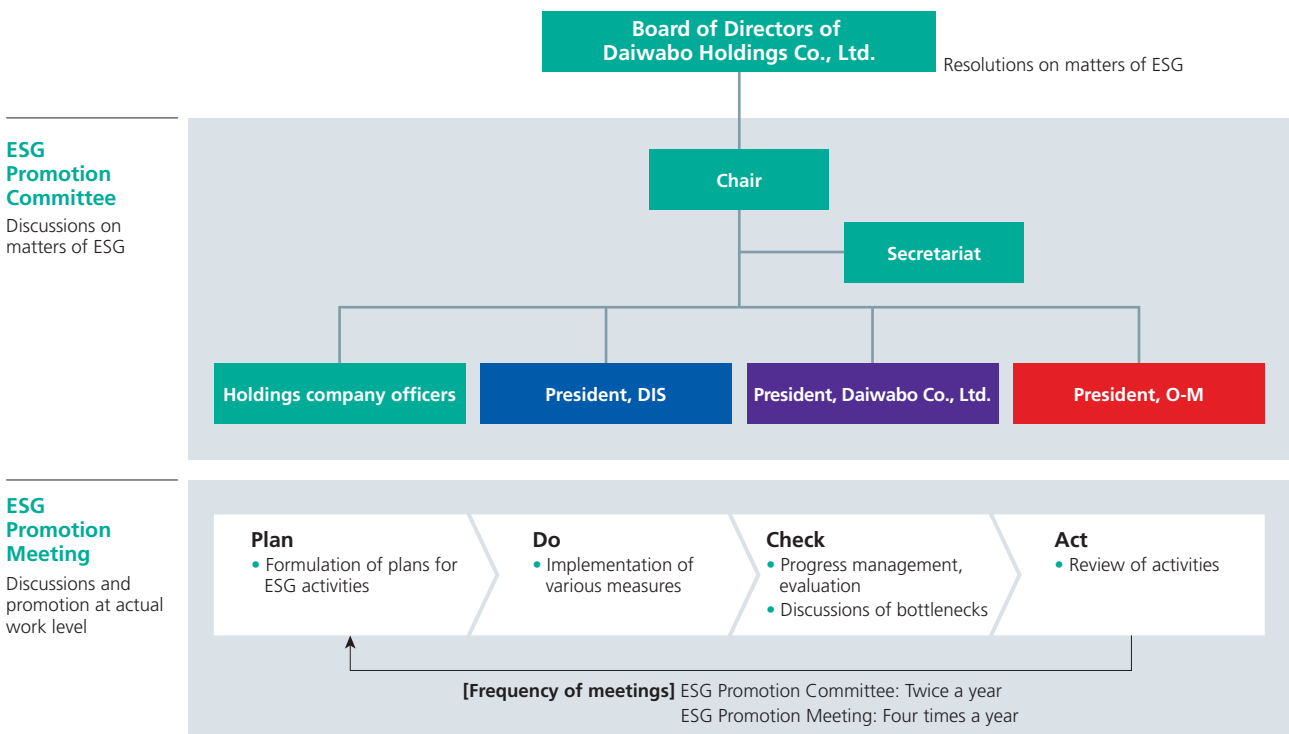 Board of Directors of
Daiwabo Holdings Co., Ltd.
Resolutions on matters of ESG
ESG
Promotion
Committee
Discussions on
matters of ESG
Chair
Secretariat
Holdings company officers
President, DIS
President, Daiwabo Co., Ltd.
President, O-M
ESG
Promotion
Meeting
Discussions and
promotion at actual
work level
Plan
• Formulation of plans for
ESG activities
Do
• Implementation of
various measures
Check
• Progress management,
evaluation
• Discussions of bottlenecks
Act
• Review of activities
[Frequency of meetings] ESG Promotion Committee: Twice a year
ESG Promotion Meeting: Four times a year